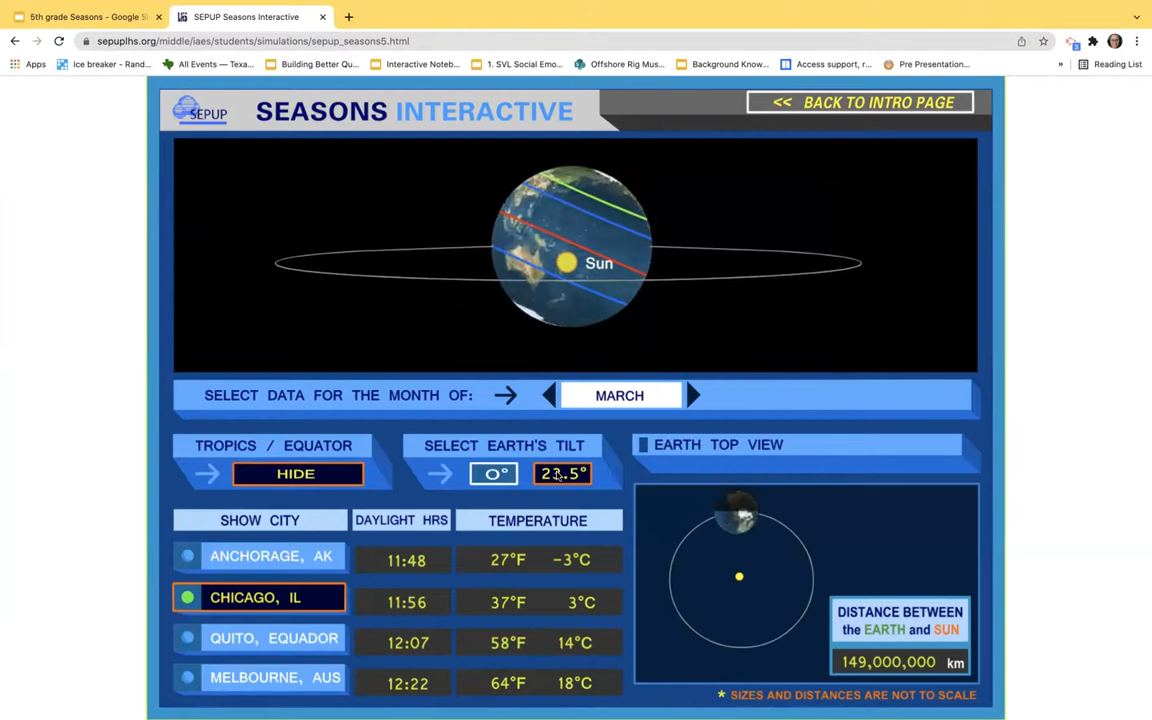 5th grade Seasons - Google Sl
SEPUP Seasons Interactive
sepuplhs.org/middle/iaes/students/simulations/sepup_seasons5.html
Apps
Ice breaker - Rand...
All Events — Texa...
Building Better Qu...
Interactive Noteb...
1. SVL Social Emo...
Offshore Rig Mus...
Background Know...
Access support, r...
Pre Presentation...
»
Reading List
SEPUP
SEASONS INTERACTIVE
<< BACK TO INTRO PAGE
Sun
SELECT DATA FOR THE MONTH OF:
MARCH
TROPICS / EQUATOR
HIDE
SELECT EARTH'S TILT
0° 23.5°
EARTH TOP VIEW
SHOW CITY DAYLIGHT HRS TEMPERATURE
ANCHORAGE, AK 11:48 27°F -3°C
CHICAGO, IL 11:56 37°F 3°C
QUITO, EQUADOR 12:07 58°F 14°C
MELBOURNE, AUS 12:22 64°F 18°C
DISTANCE BETWEEN
the EARTH and SUN
149,000,000 km
* SIZES AND DISTANCES ARE NOT TO SCALE